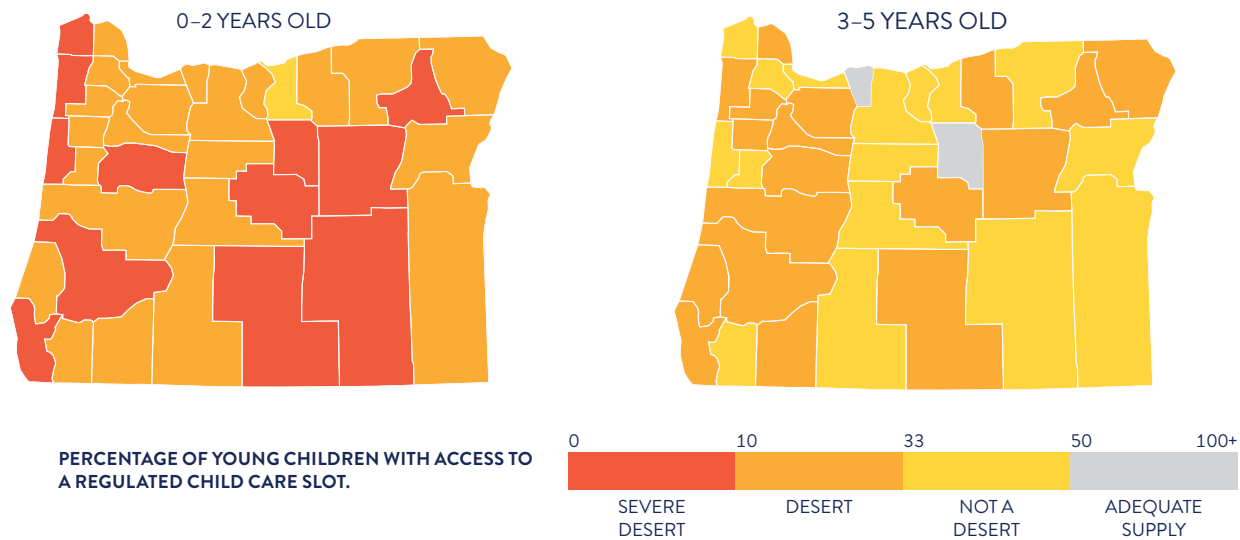 0–2 YEARS OLD
3–5 YEARS OLD
PERCENTAGE OF YOUNG CHILDREN WITH ACCESS TO
A REGULATED CHILD CARE SLOT.
0 10 33 50 100+
SEVERE
DESERT
DESERT
NOT A
DESERT
ADEQUATE
SUPPLY